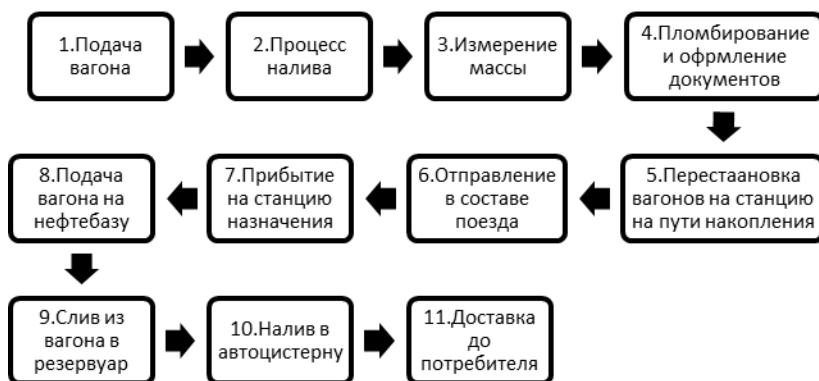 1.Подача
вагона
2.Процесс
налива
3.Измерение
массы
4.Пломбирование
и офрмление
документов
8.Подача
вагона на
нефтебазу
7.Прибытие
на станцию
назначения
6.Отправление
в составе
поезда
5.Перестаановка
вагонов на станцию
на пути накопления
9.Слив из
вагона в
резервуар
10.Налив в
автоцистерну
11.Доставка
до
потребителя